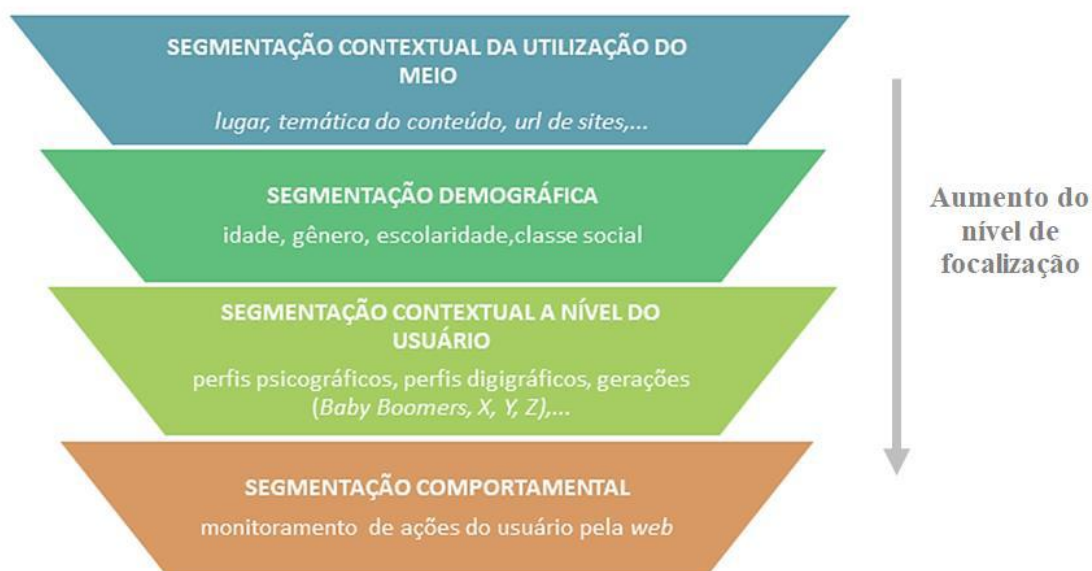 SEGMENTAÇÃO CONTEXTUAL DA UTILIZAÇÃO DO
MEIO
lugar, temática do conteúdo, url de sites,...
SEGMENTAÇÃO DEMOGRÁFICA
idade, gênero, escolaridade,classe social
SEGMENTAÇÃO CONTEXTUAL A NÍVEL DO
USUÁRIO
perfis psicográficos, perfis digigráficos, gerações
(Baby Boomers, X, Y, Z),...
SEGMENTAÇÃO COMPORTAMENTAL
monitoramento de ações do usuário pela web
Aumento do
nível de
focalização